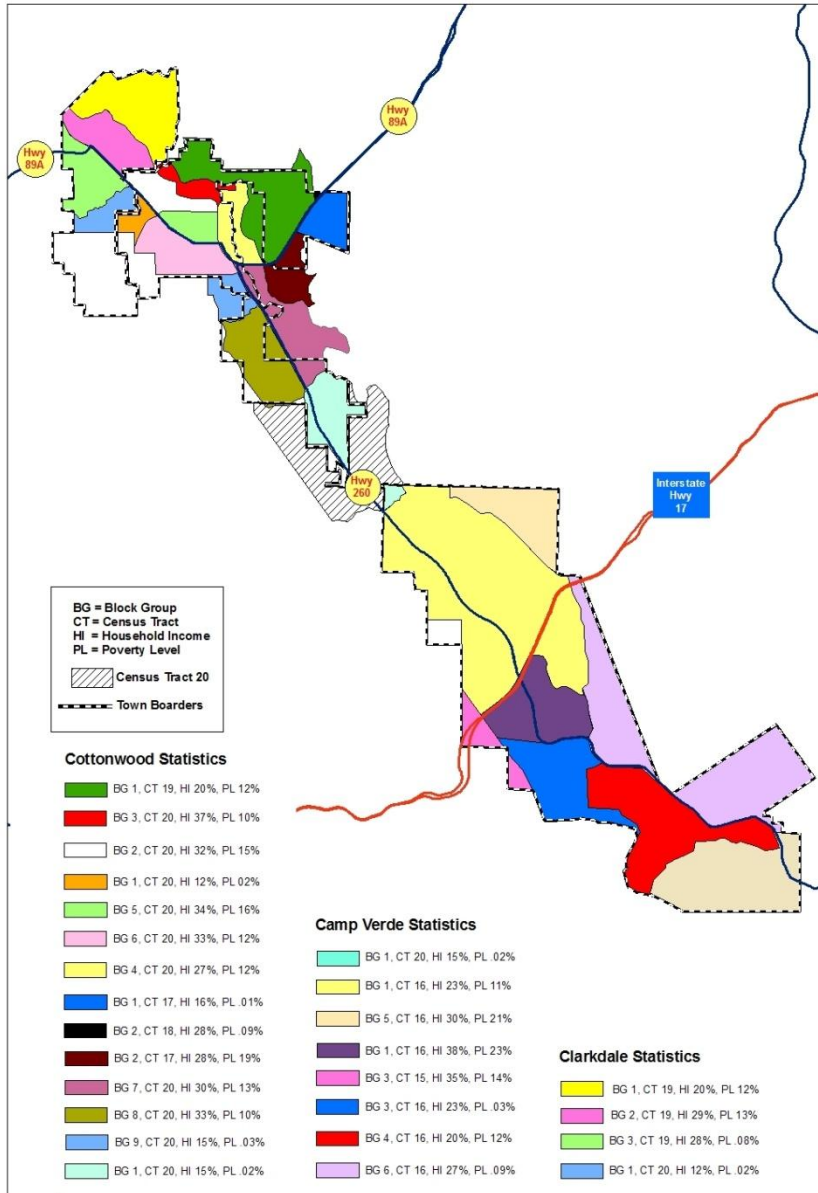 Hwy
89A
Hwy
89A
Hwy
260
Interstate
Hwy
17
BG = Block Group
CT = Census Tract
HI = Household Income
PL = Poverty Level
Census Tract 20
Town Boarders
Cottonwood Statistics
BG 1, CT 19, HI 20%, PL 12%
BG 3, CT 20, HI 37%, PL 10%
BG 2, CT 20, HI 32%, PL 15%
BG 1, CT 20, HI 12%, PL .02%
BG 5, CT 20, HI 34%, PL 16%
BG 6, CT 20, HI 33%, PL 12%
BG 4, CT 20, HI 27%, PL 12%
BG 1, CT 17, HI 16%, PL .01%
BG 2, CT 18, HI 28%, PL .09%
BG 2, CT 17, HI 28%, PL 19%
BG 7, CT 20, HI 30%, PL 13%
BG 8, CT 20, HI 33%, PL 10%
BG 9, CT 20, HI 15%, PL .03%
BG 1, CT 20, HI 15%, PL .02%
Camp Verde Statistics
BG 1, CT 20, HI 15%, PL .02%
BG 1, CT 16, HI 23%, PL 11%
BG 5, CT 16, HI 30%, PL 21%
BG 1, CT 16, HI 38%, PL 23%
BG 3, CT 15, HI 35%, PL 14%
BG 3, CT 16, HI 23%, PL .03%
BG 4, CT 16, HI 20%, PL 12%
BG 6, CT 16, HI 27%, PL .09%
Clarkdale Statistics
BG 1, CT 19, HI 20%, PL 12%
BG 2, CT 19, HI 29%, PL 13%
BG 3, CT 19, HI 28%, PL .08%
BG 1, CT 20, HI 12%, PL .02%